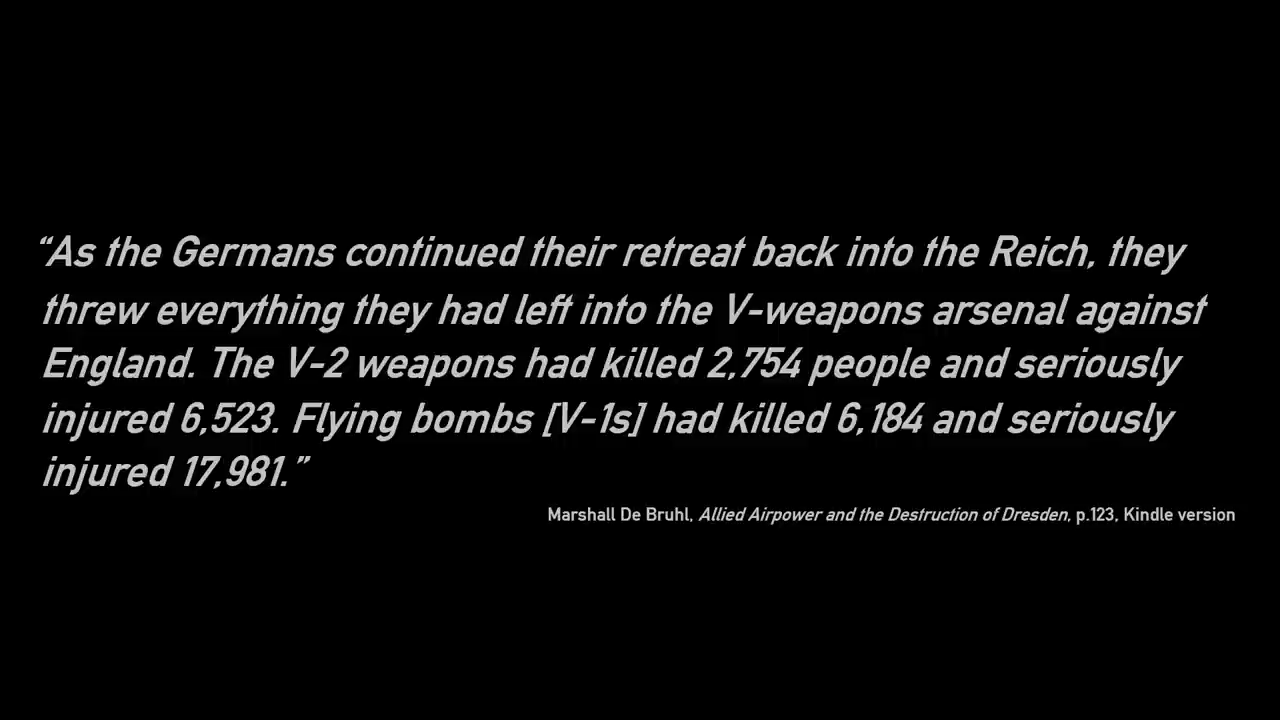 “As the Germans continued their retreat back into the Reich, they
threw everything they had left into the V-weapons arsenal against
England. The V-2 weapons had killed 2,754 people and seriously
injured 6,523. Flying bombs [V-1s] had killed 6,184 and seriously
injured 17,981.”
Marshall De Bruhl, Allied Airpower and the Destruction of Dresden, p.123, Kindle version